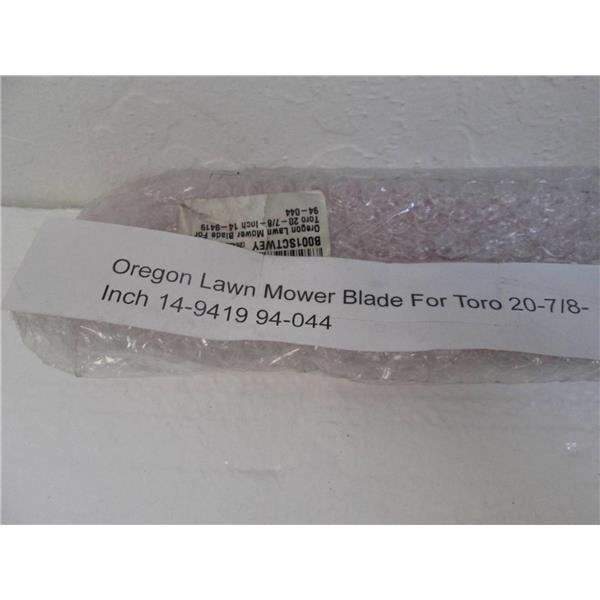 Oregon Lawn Mower Blade For Toro 20-7/8-
Inch 14-9419 94-044
B001SCTWEY
Oregon Lawn Mower Blade For
Toro 20-7/8-Inch 14-9419
94-044